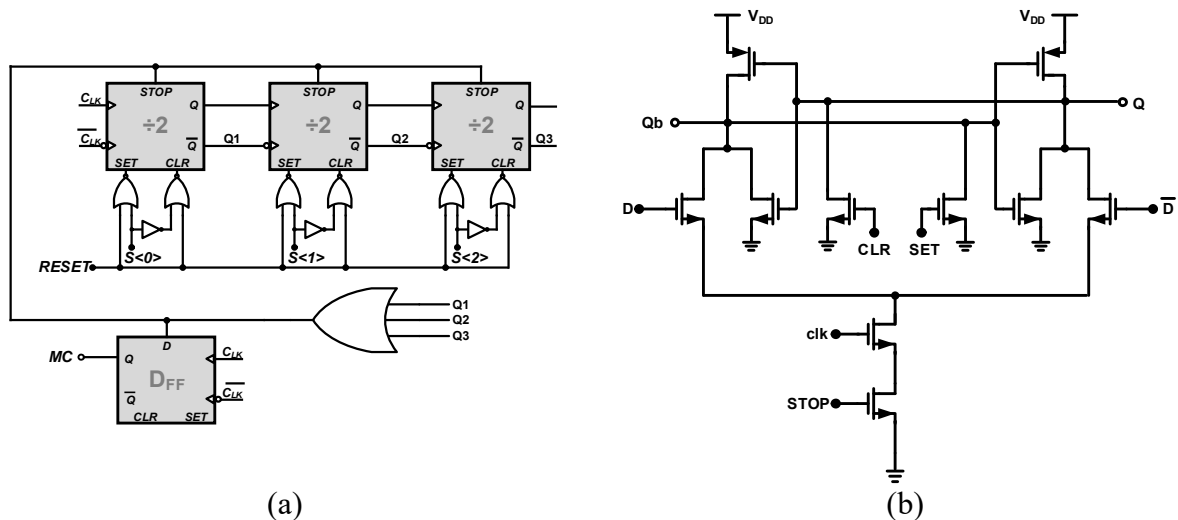 STOP
STOP
STOP
CLK
Q
Q
Q
÷2
÷2
÷2
CLK
Q
Q1
Q
Q2
Q
Q3
SET
CLR
SET
CLR
SET
CLR
S<0>
S<1>
S<2>
RESET
Q1
Q2
Q3
D
MC
Q
CLK
DFF
Q
CLK
CLR
SET
(a)
VDD
VDD
Q
Qb
D
D
CLR
SET
clk
STOP
(b)